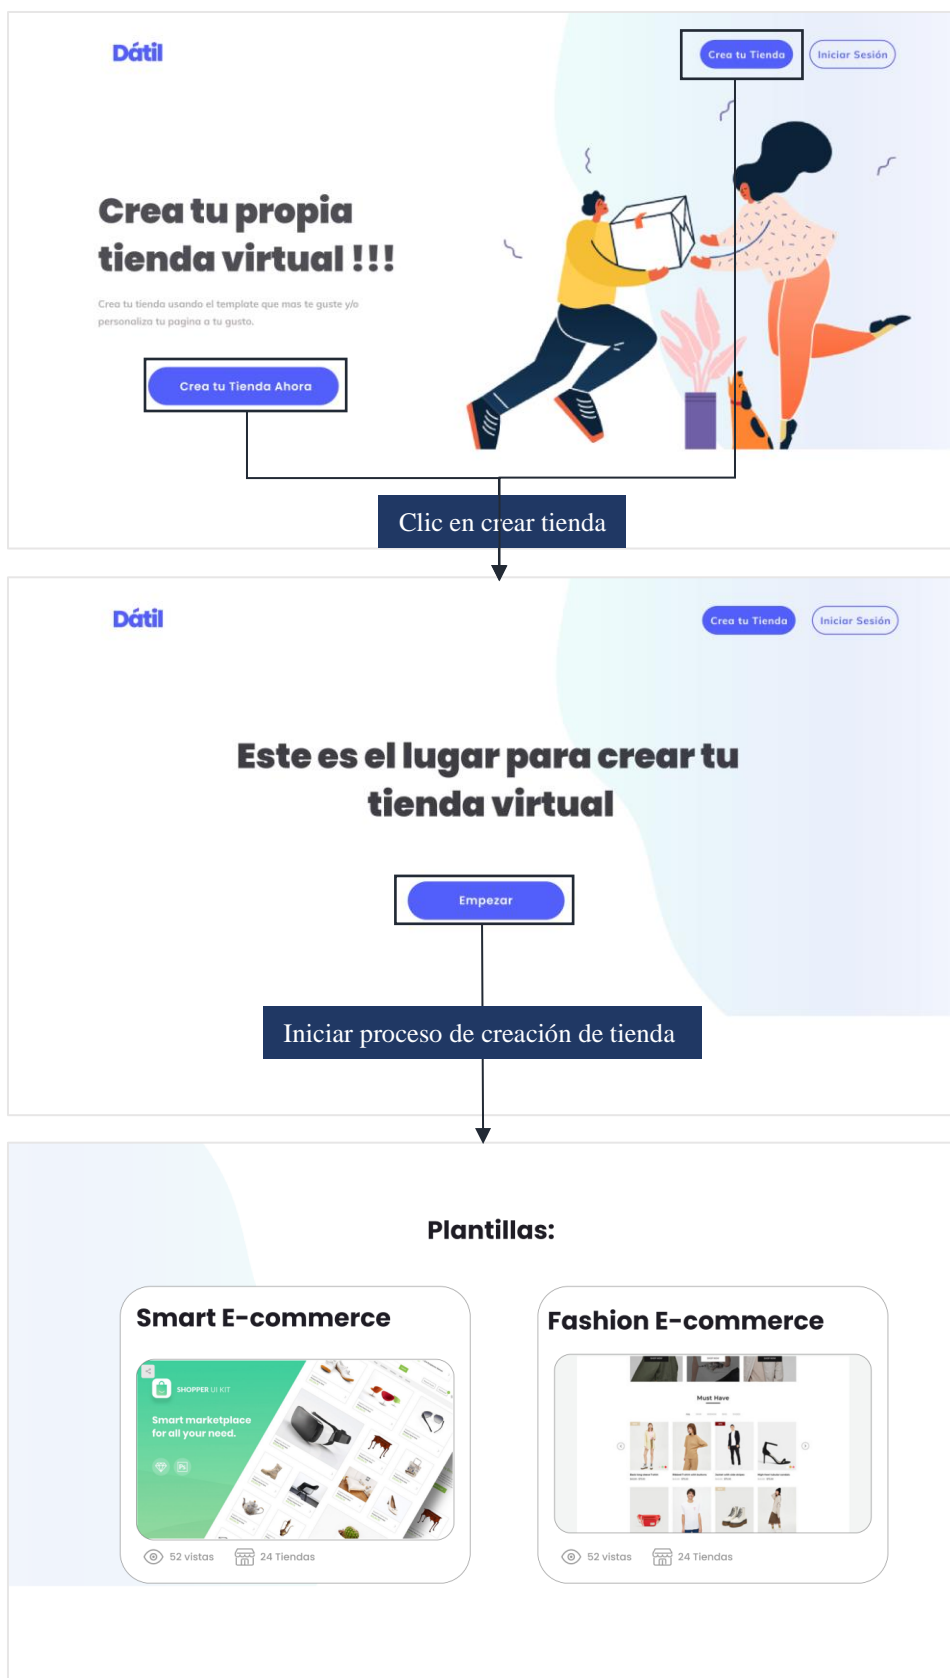 Dátil
Crea tu Tienda
Iniciar Sesión
Crea tu propia
tienda virtual !!!
Crea tu tienda usando el template que mas te guste y/o
personaliza tu pagina a tu gusto.
Crea tu Tienda Ahora
Clic en crear tienda
Dátil
Crea tu Tienda
Iniciar Sesión
Este es el lugar para crear tu
tienda virtual
Empezar
Iniciar proceso de creación de tienda
Plantillas:
Smart E-commerce
SHOPPER UI KIT
Smart marketplace
for all your need.
52 vistas
24 Tiendas
Fashion E-commerce
Must Have
52 vistas
24 Tiendas